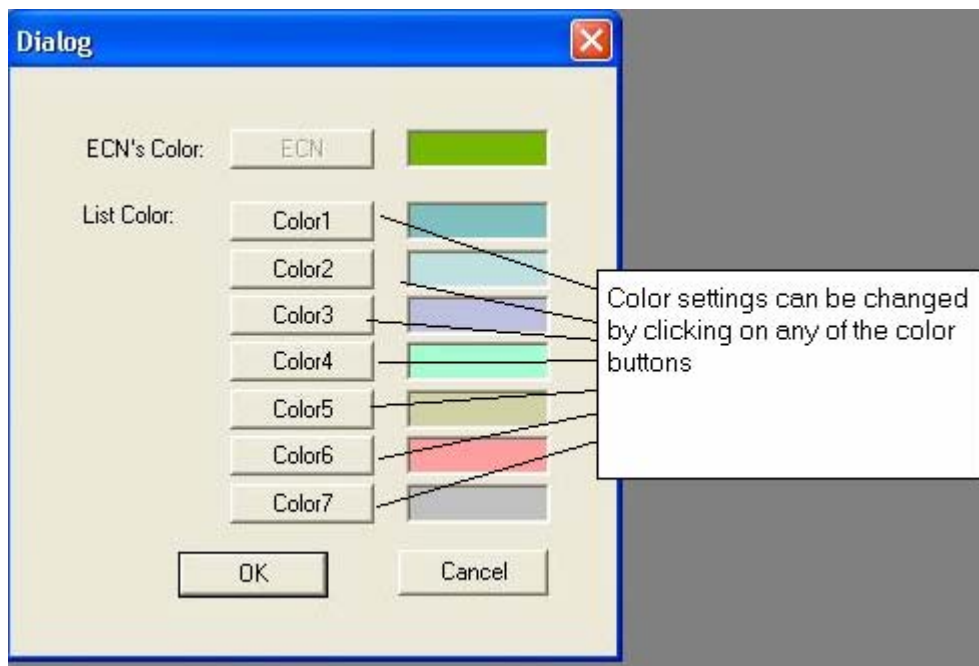 Dialog
ECN's Color:
ECN
List Color:
Color1
Color2
Color3
Color4
Color5
Color6
Color7
Color settings can be changed
by clicking on any of the color
buttons
OK
Cancel